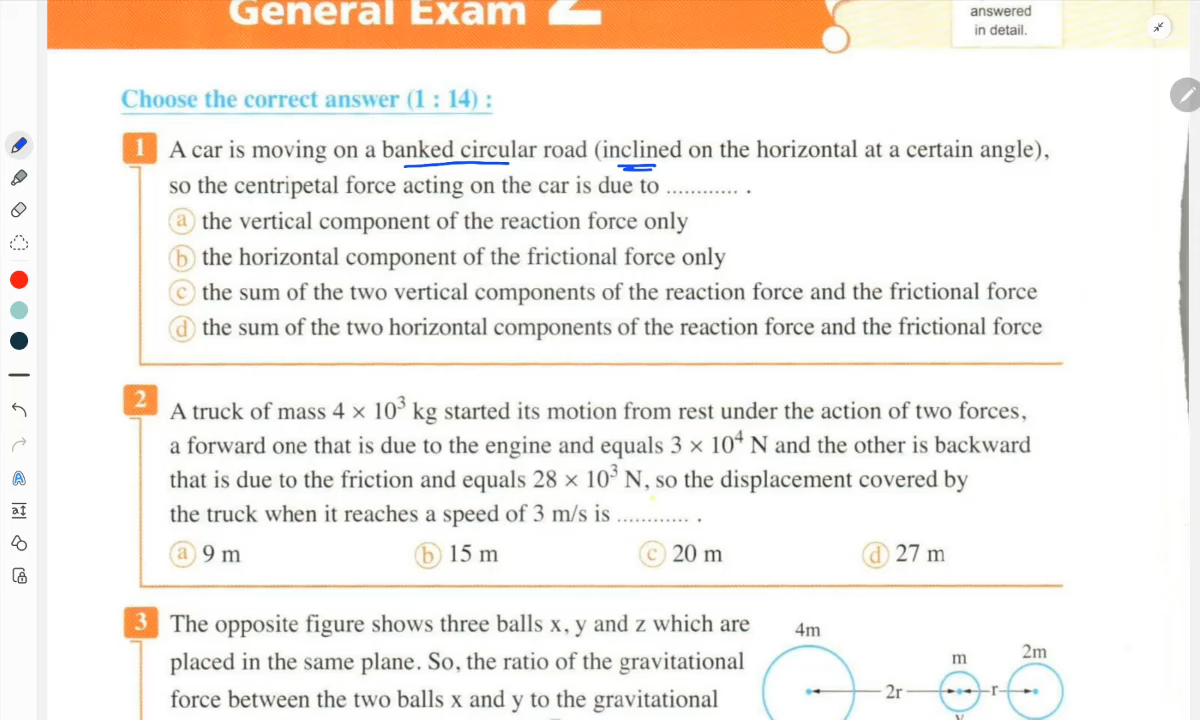 General Exam 2
answered
in detail.
Choose the correct answer (1 : 14) :
1 A car is moving on a banked circular road (inclined on the horizontal at a certain angle),
so the centripetal force acting on the car is due to ............ .
a the vertical component of the reaction force only
b the horizontal component of the frictional force only
c the sum of the two vertical components of the reaction force and the frictional force
d the sum of the two horizontal components of the reaction force and the frictional force
2 A truck of mass 4 × 10³ kg started its motion from rest under the action of two forces,
a forward one that is due to the engine and equals 3 × 10⁴ N and the other is backward
that is due to the friction and equals 28 × 10³ N, so the displacement covered by
the truck when it reaches a speed of 3 m/s is ............ .
a 9 m b 15 m c 20 m d 27 m
3 The opposite figure shows three balls x, y and z which are
placed in the same plane. So, the ratio of the gravitational
force between the two balls x and y to the gravitational
4m
m
2m
2r
r
y